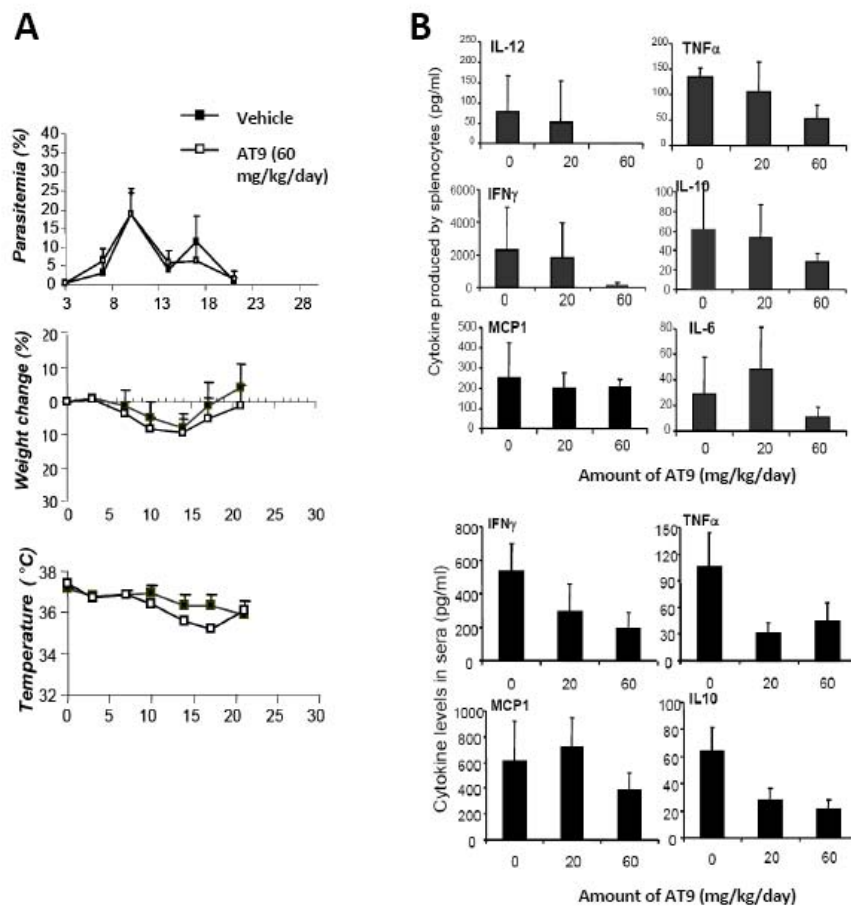 A
Vehicle
AT9 (60
mg/kg/day)
Parasitemia (%)
40
35
30
25
20
15
10
5
0
3 8 13 18 23 28
Weight change (%)
20
10
0
10
20
30
0 5 10 15 20 25 30
Temperature (°C)
38
36
34
32
0 5 10 15 20 25 30
B
Cytokine produced by splenocytes (pg/ml)
IL-12
250
200
150
100
50
0
0 20 60
TNFα
200
150
100
50
0
0 20 60
IFNγ
6000
4000
2000
0
0 20 60
IL-10
100
80
60
40
20
0
0 20 60
MCP1
500
400
300
200
100
0
0 20 60
IL-6
80
60
40
20
0
0 20 60
Amount of AT9 (mg/kg/day)
Cytokine levels in sera (pg/ml)
IFNγ
800
600
400
200
0
0 20 60
TNFα
150
120
90
60
30
0
0 20 60
MCP1
1000
800
600
400
200
0
0 20 60
IL10
100
80
60
40
20
0
0 20 60
Amount of AT9 (mg/kg/day)